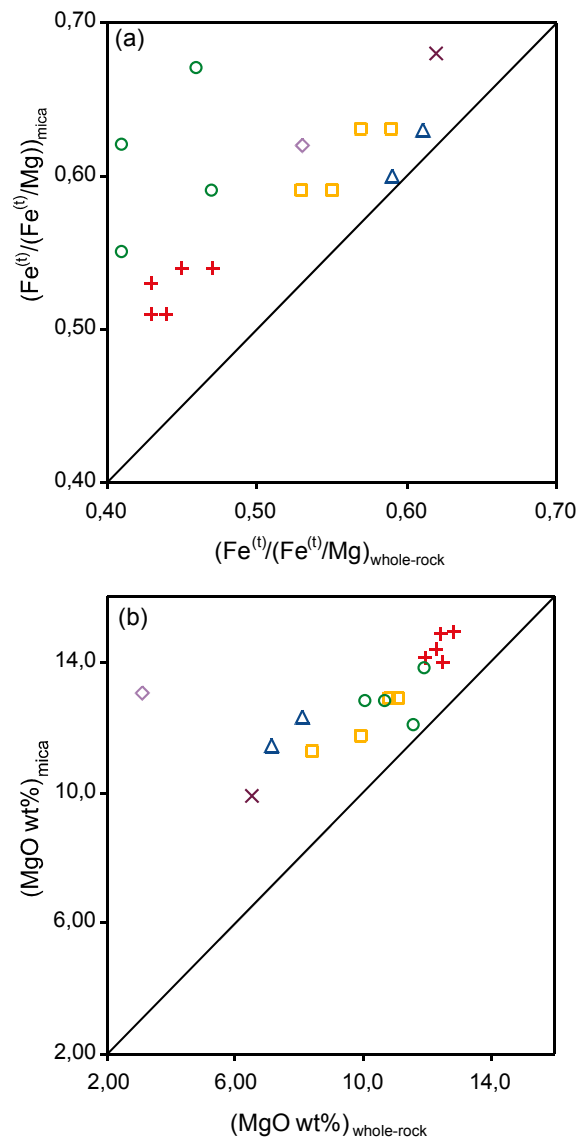 (a)
0,70
0,60
0,50
0,40
(Fe(t)/(Fe(t)/Mg))mica
0,40 0,50 0,60 0,70
(Fe(t)/(Fe(t)/Mg)whole-rock
(b)
14,0
10,0
6,00
2,00
(MgO wt%)mica
2,00 6,00 10,0 14,0
(MgO wt%)whole-rock